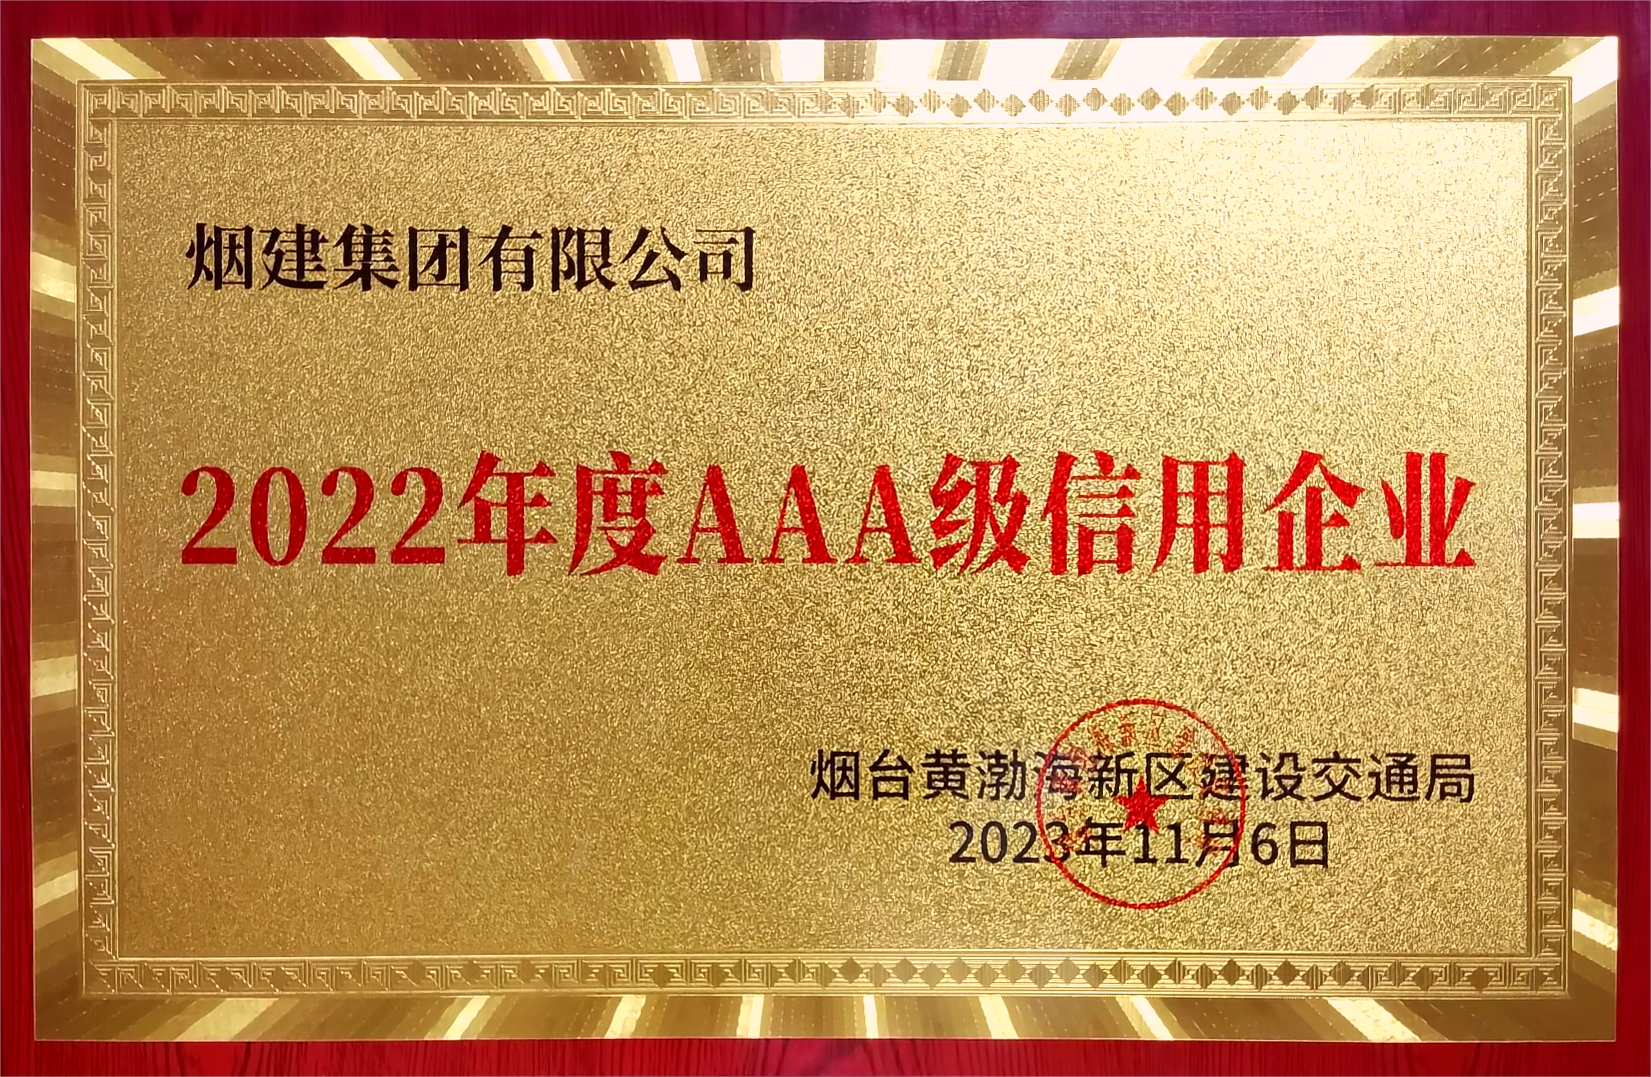 烟建集团有限公司
2022年度AAA级信用企业
烟台黄渤海新区建设交通局
2023年11月6日